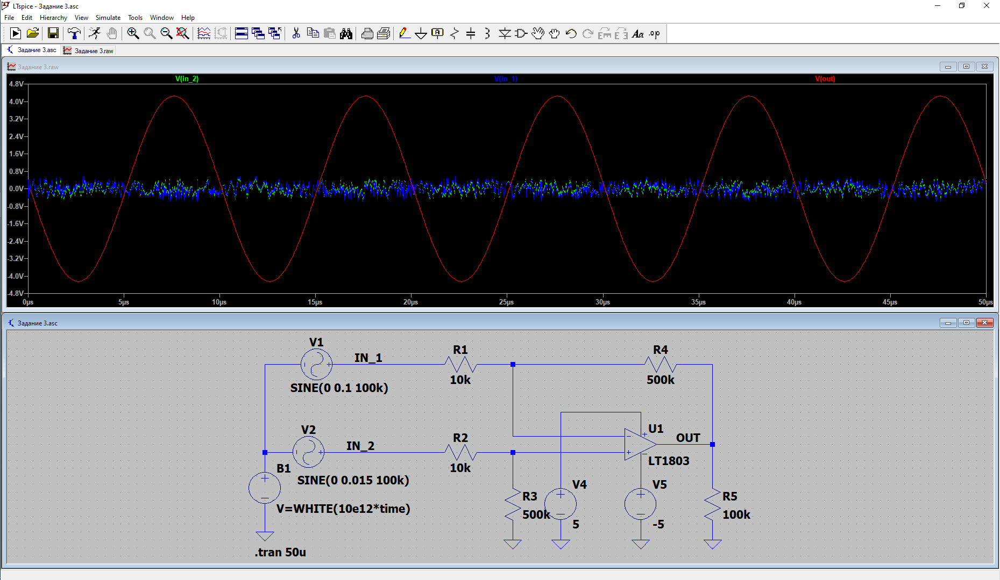 LTspice - Задание 3.asc
File Edit Hierarchy View Simulate Tools Window Help
Aa .op
Задание 3.asc Задание 3.raw
Задание 3.raw
V(in_2) V(in_1) V(out)
4.8V
4.0V
3.2V
2.4V
1.6V
0.8V
0.0V
-0.8V
-1.6V
-2.4V
-3.2V
-4.0V
-4.8V
0µs 5µs 10µs 15µs 20µs 25µs 30µs 35µs 40µs 45µs 50µs
Задание 3.asc
V1
IN_1
R1
R4
SINE(0 0.1 100k)
10k
500k
V2
IN_2
R2
U1
OUT
LT1803
B1
10k
SINE(0 0.015 100k)
V4
V5
R3
R5
V=WHITE(10e12*time)
500k
100k
5
-5
.tran 50u